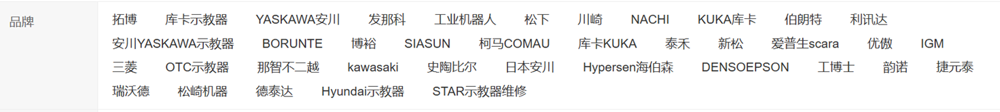 品牌
拓博 库卡示教器 YASKAWA安川 发那科 工业机器人 松下 川崎 NACHI KUKA库卡 伯朗特 利讯达
安川YASKAWA示教器 BORUNTE 博裕 SIASUN 柯马COMAU 库卡KUKA 泰禾 新松 爱普生scara 优傲 IGM
三菱 OTC示教器 那智不二越 kawasaki 史陶比尔 日本安川 Hypersen海伯森 DENSOEPSON 工博士 韵诺 捷元泰
瑞沃德 松崎机器 德泰达 Hyundai示教器 STAR示教器维修